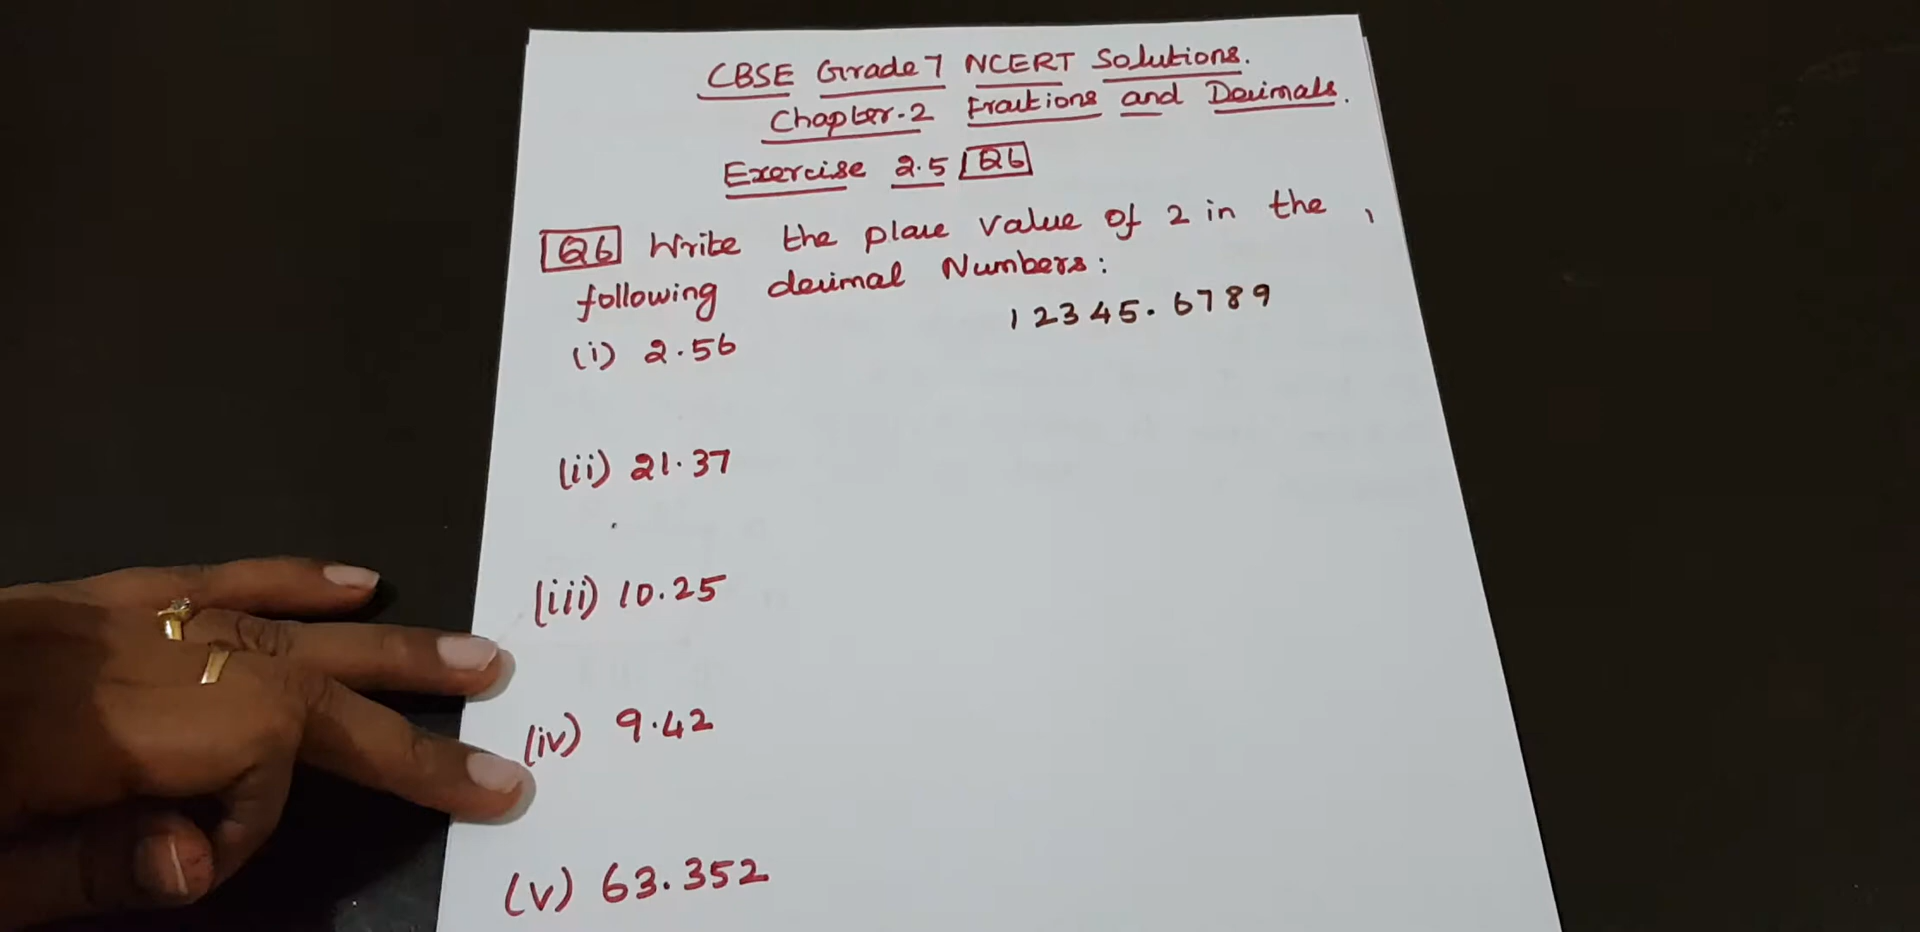 CBSE Grade 7 NCERT Solutions.
Chapter-2 Fractions and Decimals.
Exercise 2.5 Q6
Q6 Write the place value of 2 in the
following decimal Numbers:
12345.6789
(i) 2.56
(ii) 21.37
(iii) 10.25
(iv) 9.42
(v) 63.352